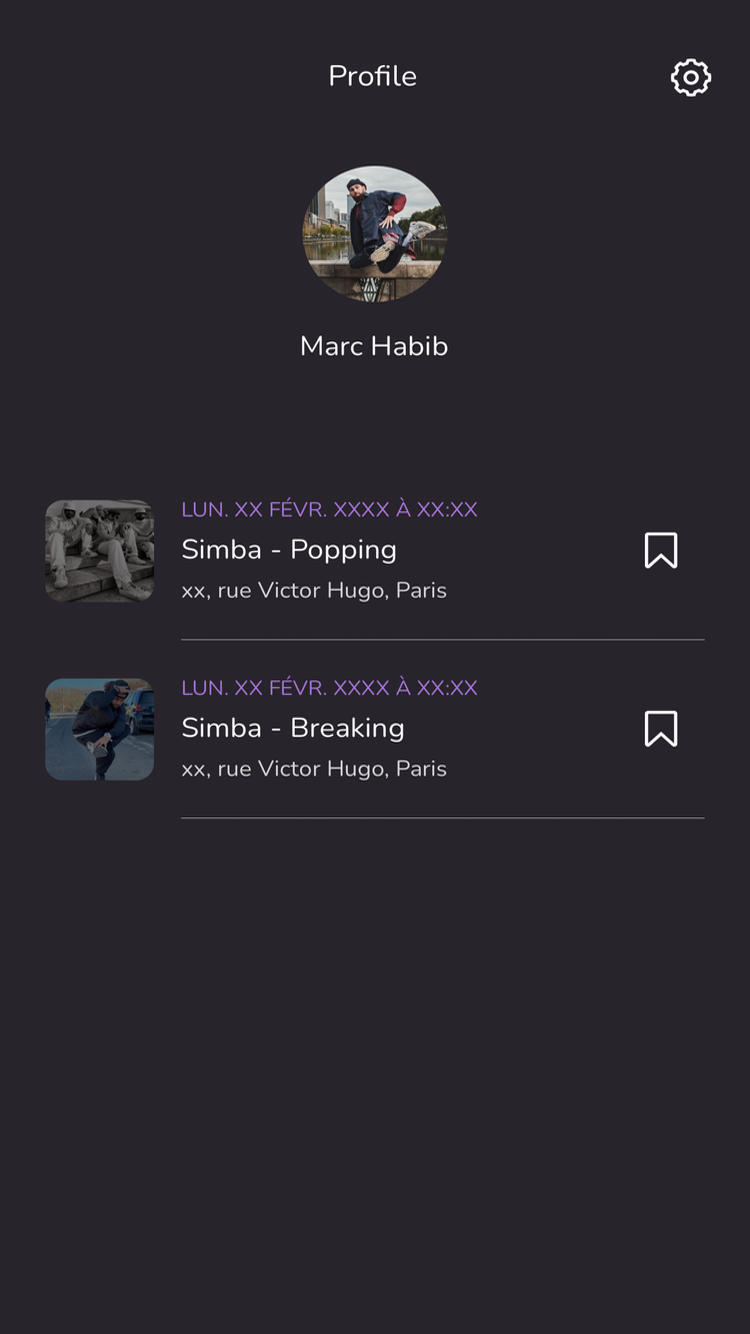 Profile
Marc Habib
LUN. XX FÉVR. XXXX À XX:XX
Simba - Popping
xx, rue Victor Hugo, Paris
LUN. XX FÉVR. XXXX À XX:XX
Simba - Breaking
xx, rue Victor Hugo, Paris